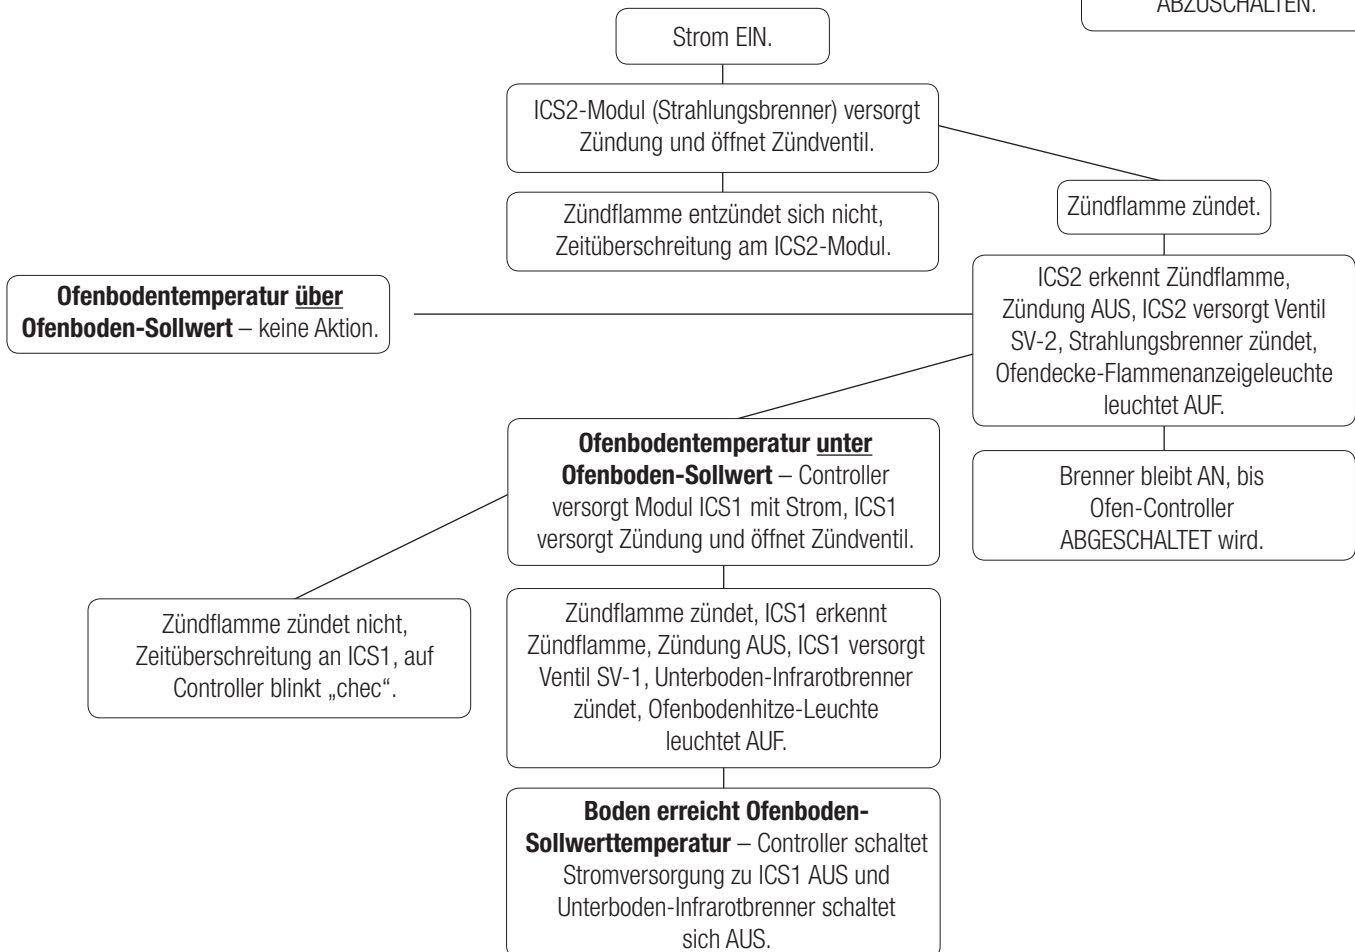 ABZUSCHALTEN.
Strom EIN.
ICS2-Modul (Strahlungsbrenner) versorgt
Zündung und öffnet Zündventil.
Zündflamme entzündet sich nicht,
Zeitüberschreitung am ICS2-Modul.
Zündflamme zündet.
ICS2 erkennt Zündflamme,
Zündung AUS, ICS2 versorgt Ventil
SV-2, Strahlungsbrenner zündet,
Ofendecke-Flammenanzeigeleuchte
leuchtet AUF.
Ofenbodentemperatur über
Ofenboden-Sollwert – keine Aktion.
Ofenbodentemperatur unter
Ofenboden-Sollwert – Controller
versorgt Modul ICS1 mit Strom, ICS1
versorgt Zündung und öffnet Zündventil.
Brenner bleibt AN, bis
Ofen-Controller
ABGESCHALTET wird.
Zündflamme zündet nicht,
Zeitüberschreitung an ICS1, auf
Controller blinkt „chec“.
Zündflamme zündet, ICS1 erkennt
Zündflamme, Zündung AUS, ICS1 versorgt
Ventil SV-1, Unterboden-Infrarotbrenner
zündet, Ofenbodenhitze-Leuchte
leuchtet AUF.
Boden erreicht Ofenboden-
Sollwerttemperatur – Controller schaltet
Stromversorgung zu ICS1 AUS und
Unterboden-Infrarotbrenner schaltet
sich AUS.